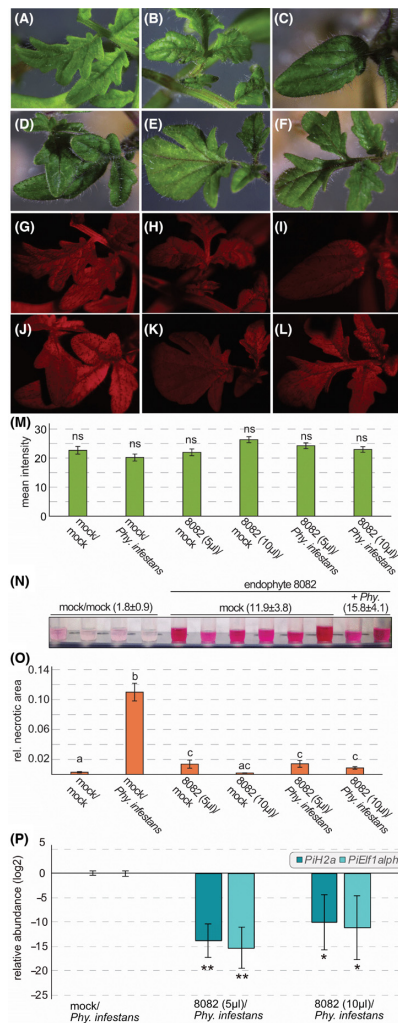 (A)
(B)
(C)
(D)
(E)
(F)
(G)
(H)
(I)
(J)
(K)
(L)
(M)
mean intensity
30
20
10
0
ns ns ns ns ns ns
mock/
mock
mock/
Phy. infestans
8082 (5µl)/
mock
8082 (10µl)/
mock
8082 (5µl)/
Phy. infestans
8082 (10µl)/
Phy. infestans
(N)
endophyte 8082
+ Phy.
mock/mock (1.8±0.9) mock (11.9±3.8) (15.8±4.1)
(O)
rel. necrotic area
0.14
0.10
0.06
0.02
a b c ac c c
mock/
mock
mock/
Phy. infestans
8082 (5µl)/
mock
8082 (10µl)/
mock
8082 (5µl)/
Phy. infestans
8082 (10µl)/
Phy. infestans
(P)
relative abundance (log2)
5
0
−5
−10
−15
−20
−25
PiH2a PiElf1alph
** ** * *
mock/
Phy. infestans
8082 (5µl)/
Phy. infestans
8082 (10µl)/
Phy. infestans